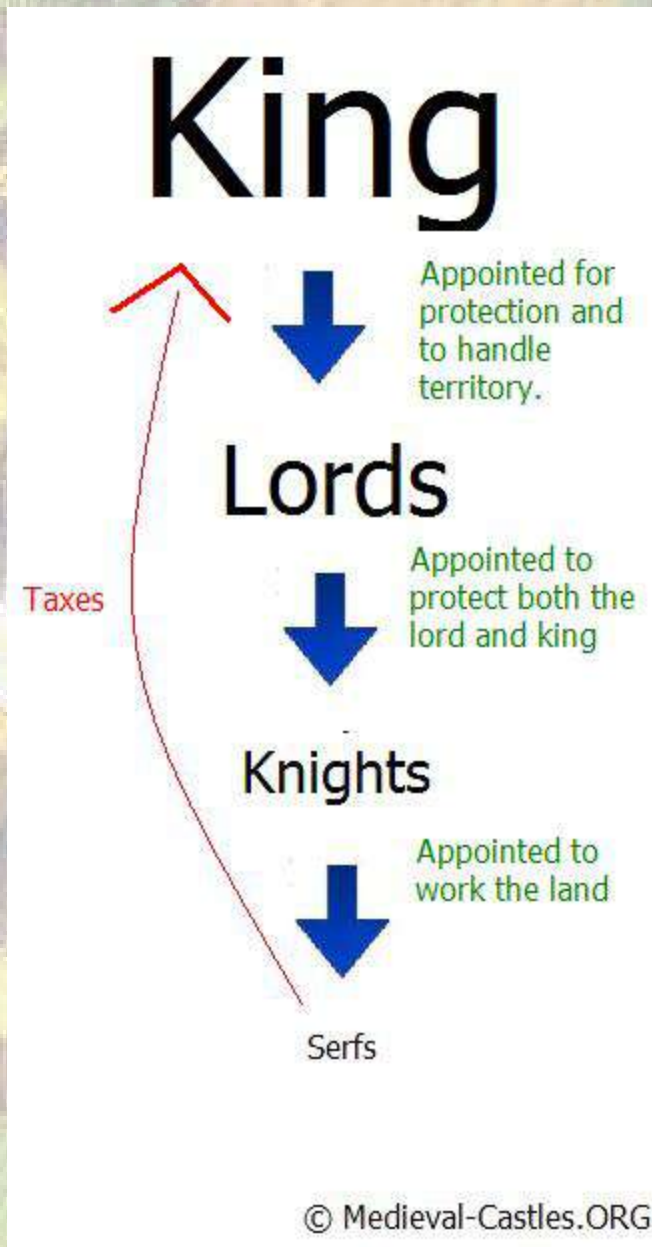 King
Appointed for
protection and
to handle
territory.
Lords
Appointed to
protect both the
lord and king
Taxes
Knights
Appointed to
work the land
Serfs
© Medieval-Castles.ORG